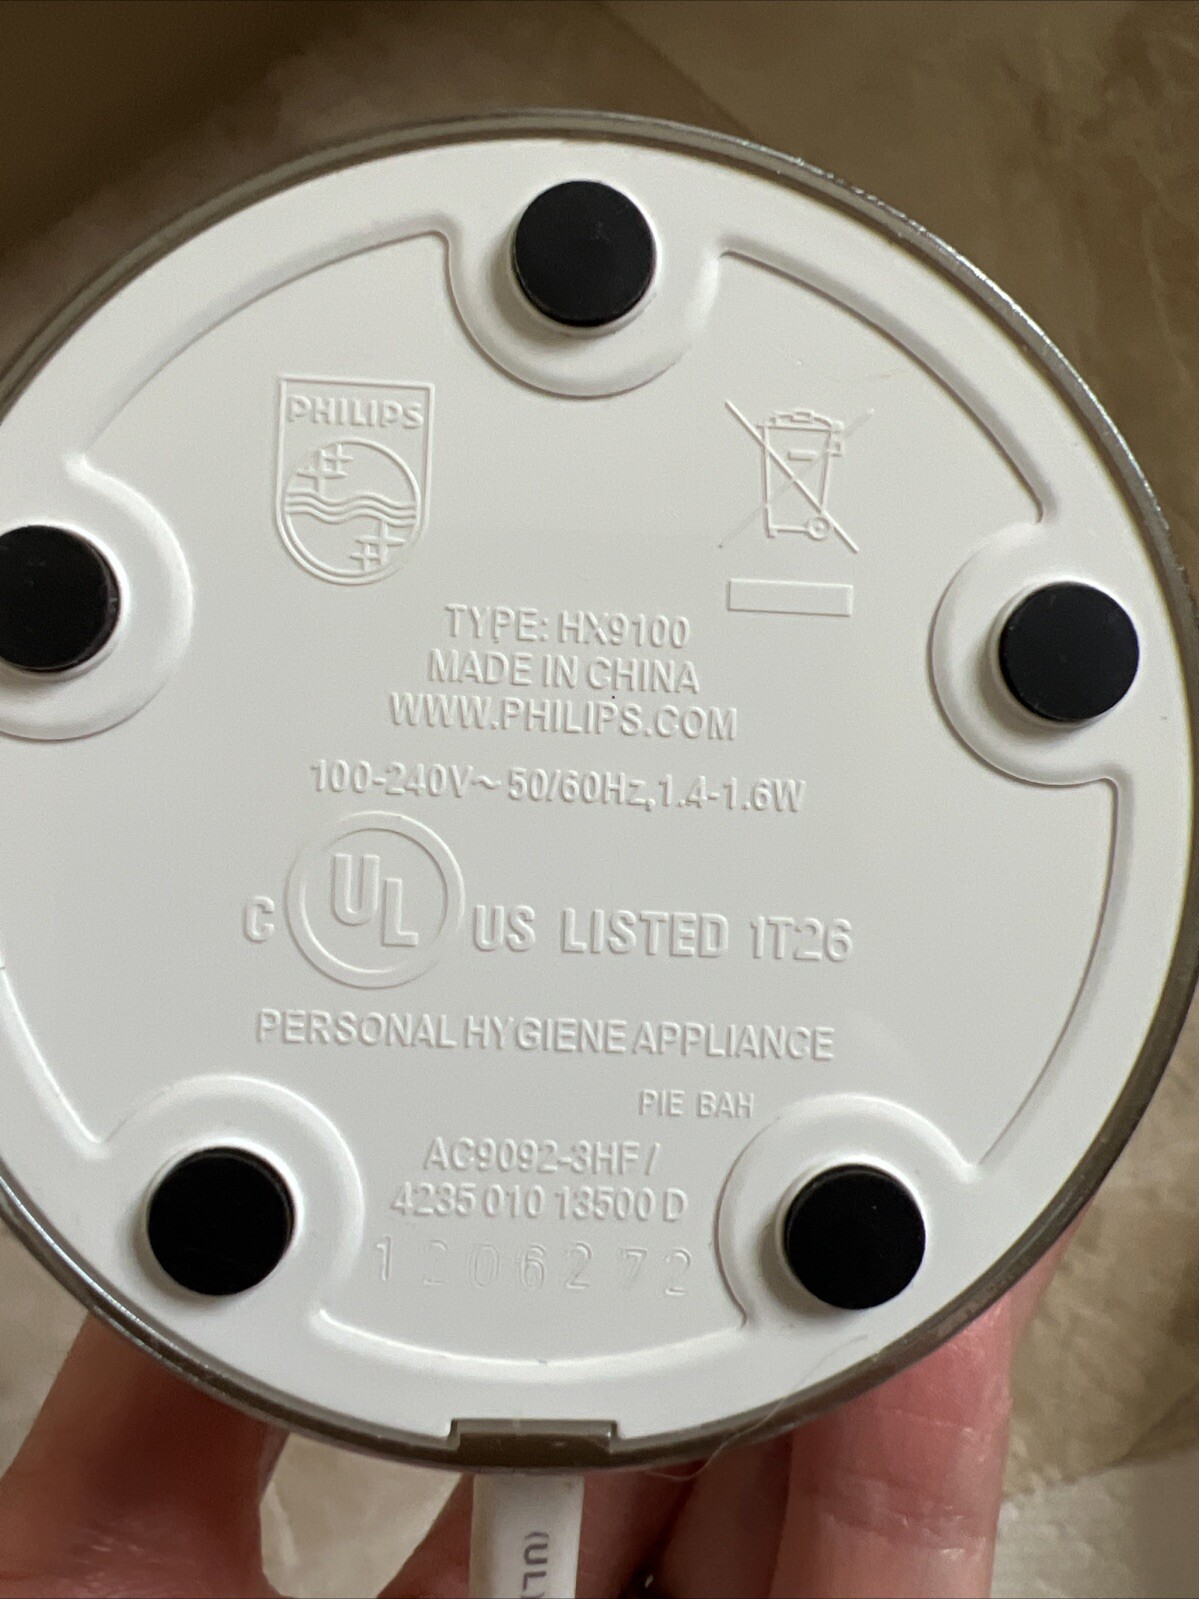 PHILIPS
TYPE: HX9100
MADE IN CHINA
WWW.PHILIPS.COM
100-240V~ 50/60Hz,1.4-1.6W
C UL US LISTED 1T26
PERSONAL HYGIENE APPLIANCE
PIE BAH
AC9092-3HF/
4235 010 13500 D
(UL)